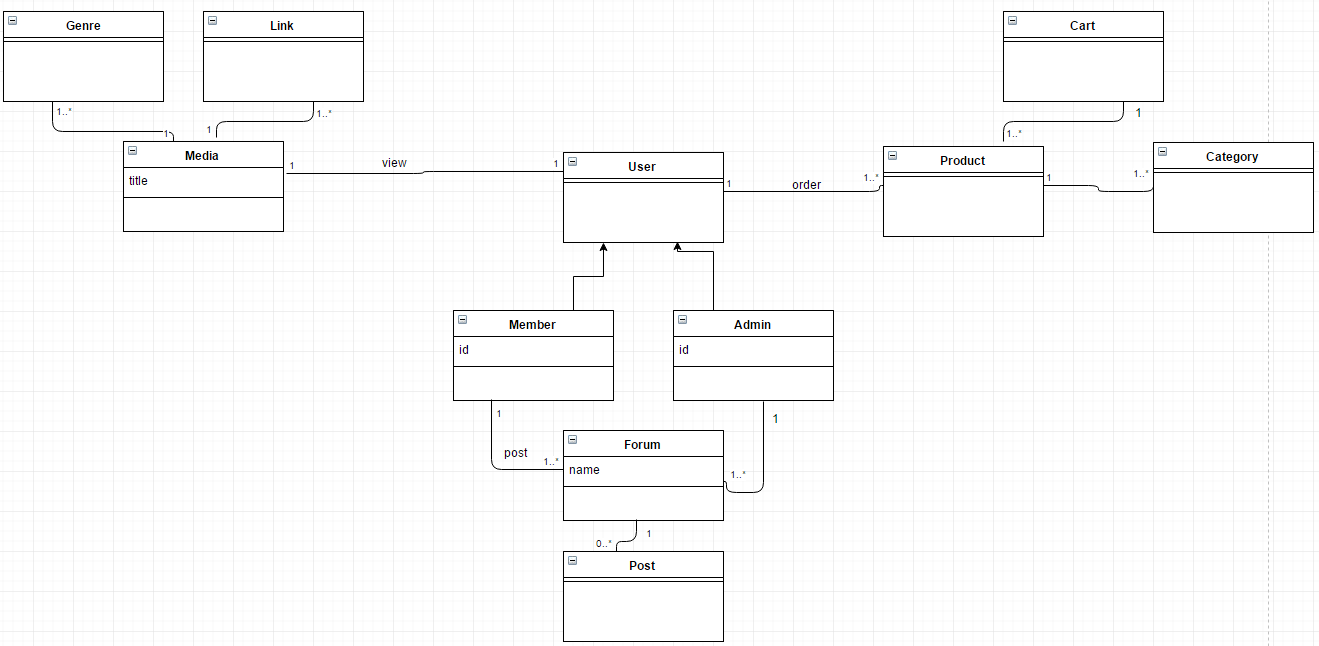 Genre
Link
Cart
1..*
1..*
1
1
1
1..*
Media
title
1
view
1
User
1
order
1..*
Product
1
1..*
Category
Member
id
Admin
id
1
1
post
1..*
Forum
name
1..*
1
0..*
Post